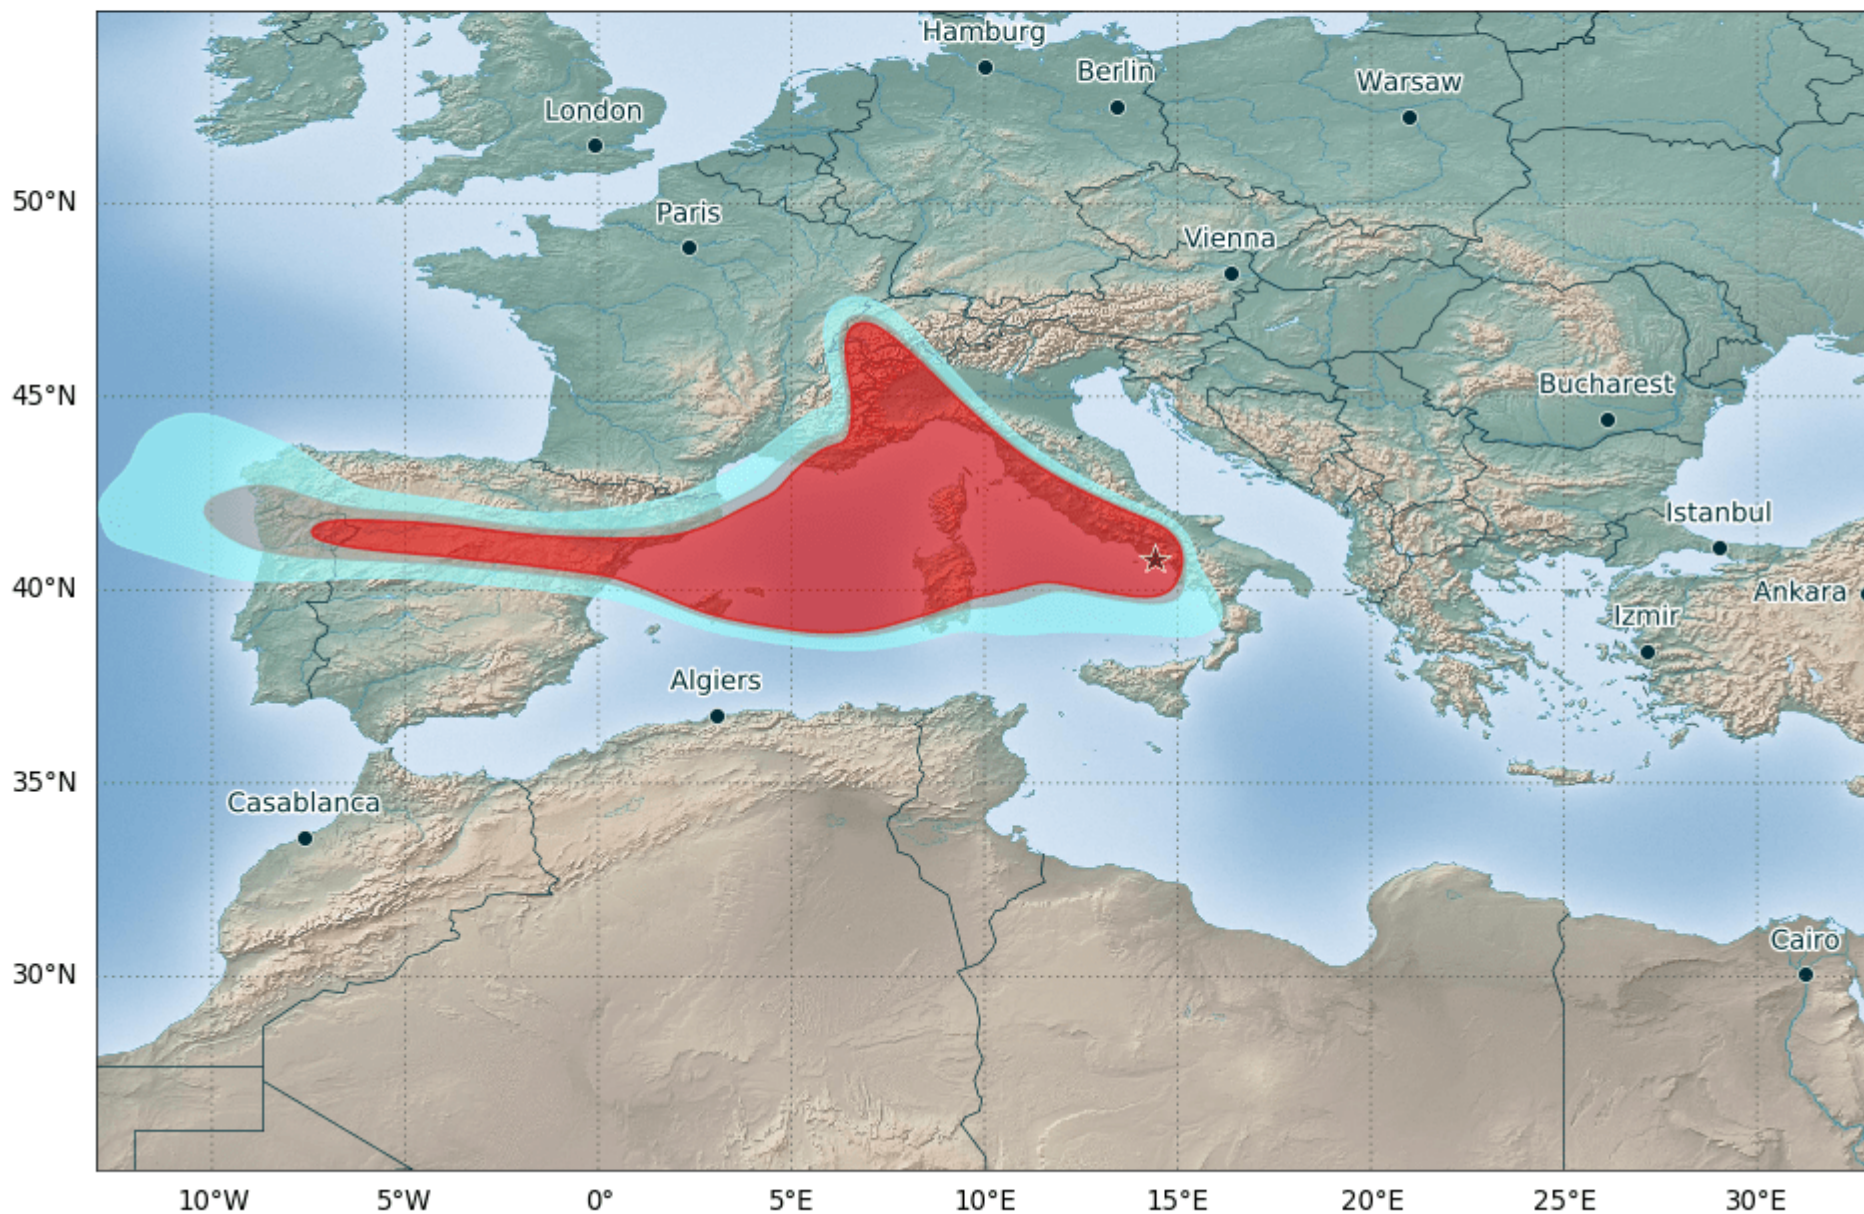 Hamburg
Berlin
Warsaw
London
50°N
Paris
Vienna
45°N
Bucharest
Istanbul
40°N
Ankara
Izmir
Algiers
35°N
Casablanca
Cairo
30°N
10°W 5°W 0° 5°E 10°E 15°E 20°E 25°E 30°E